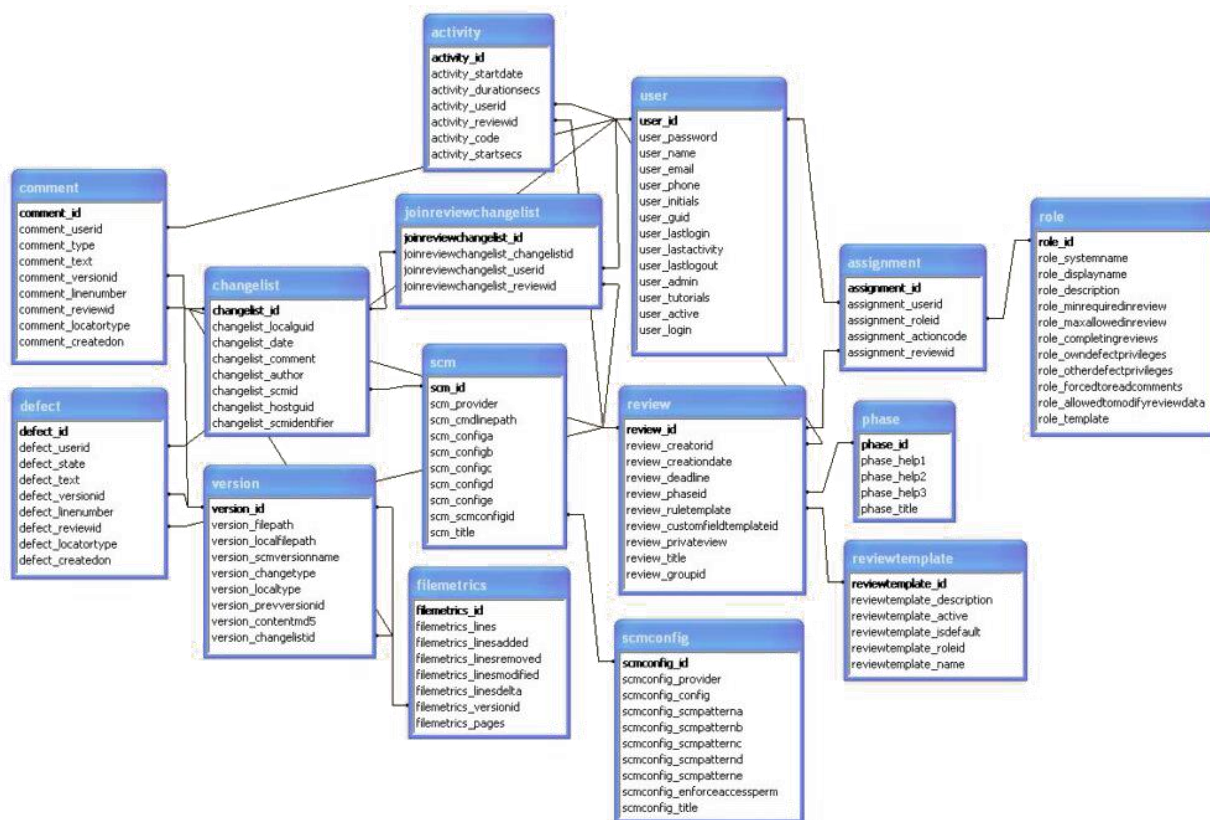 activity
activity_id
activity_startdate
activity_durationsecs
activity_userid
activity_reviewid
activity_code
activity_startsecs
user
user_id
user_password
user_name
user_email
user_phone
user_initials
user_guid
user_lastlogin
user_lastactivity
user_lastlogout
user_admin
user_tutorials
user_active
user_login
comment
comment_id
comment_userid
comment_type
comment_text
comment_versionid
comment_linenumber
comment_reviewid
comment_locatortype
comment_createdon
joinreviewchangelist
joinreviewchangelist_id
joinreviewchangelist_changelistid
joinreviewchangelist_userid
joinreviewchangelist_reviewid
role
role_id
role_systemname
role_displayname
role_description
role_minrequiredinreview
role_maxallowedinreview
role_completingreviews
role_owndefectprivileges
role_otherdefectprivileges
role_forcedtoreadcomments
role_allowedtomodifyreviewdata
role_template
assignment
assignment_id
assignment_userid
assignment_roleid
assignment_actioncode
assignment_reviewid
changelist
changelist_id
changelist_localguid
changelist_date
changelist_comment
changelist_author
changelist_scmid
changelist_hostguid
changelist_scmidentifier
scm
scm_id
scm_provider
scm_cmdlinepath
scm_configa
scm_configb
scm_configc
scm_configd
scm_confige
scm_scmconfigid
scm_title
defect
defect_id
defect_userid
defect_state
defect_text
defect_versionid
defect_linenumber
defect_reviewid
defect_locatortype
defect_createdon
review
review_id
review_creatorid
review_creationdate
review_deadline
review_phaseid
review_ruletemplate
review_customfieldtemplateid
review_privateview
review_title
review_groupid
phase
phase_id
phase_help1
phase_help2
phase_help3
phase_title
version
version_id
version_filepath
version_localfilepath
version_scmversionname
version_changetype
version_localtype
version_prevversionid
version_contentmd5
version_changelistid
reviewtemplate
reviewtemplate_id
reviewtemplate_description
reviewtemplate_active
reviewtemplate_isdefault
reviewtemplate_roleid
reviewtemplate_name
filemetrics
filemetrics_id
filemetrics_lines
filemetrics_linesadded
filemetrics_linesremoved
filemetrics_linesmodified
filemetrics_linesdelta
filemetrics_versionid
filemetrics_pages
scmconfig
scmconfig_id
scmconfig_provider
scmconfig_config
scmconfig_scmpatterna
scmconfig_scmpatternb
scmconfig_scmpatternc
scmconfig_scmpatternd
scmconfig_scmpatterne
scmconfig_enforceaccessperm
scmconfig_title